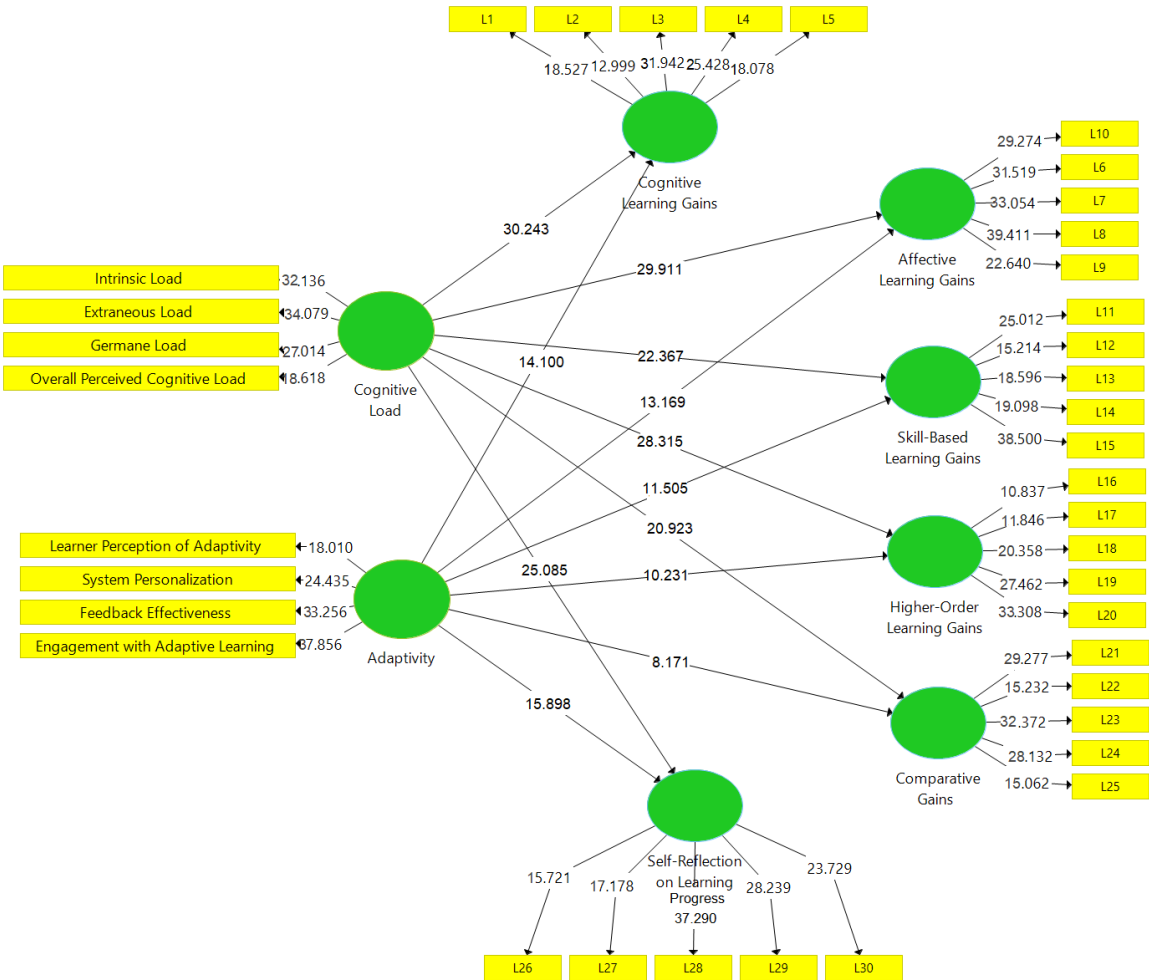 L1
L2
L3
L4
L5
18.527
12.999
31.942
25.428
18.078
Cognitive
Learning Gains
29.274
31.519
33.054
39.411
22.640
L10
L6
L7
L8
L9
Affective
Learning Gains
30.243
29.911
Intrinsic Load
Extraneous Load
Germane Load
Overall Perceived Cognitive Load
32.136
34.079
27.014
18.618
Cognitive
Load
14.100
22.367
13.169
28.315
11.505
20.923
25.085
10.231
8.171
15.898
25.012
15.214
18.596
19.098
38.500
L11
L12
L13
L14
L15
Skill-Based
Learning Gains
10.837
11.846
20.358
27.462
33.308
L16
L17
L18
L19
L20
Higher-Order
Learning Gains
Learner Perception of Adaptivity
System Personalization
Feedback Effectiveness
Engagement with Adaptive Learning
18.010
24.435
33.256
37.856
Adaptivity
29.277
15.232
32.372
28.132
15.062
L21
L22
L23
L24
L25
Comparative
Gains
Self-Reflection
on Learning
Progress
15.721
17.178
37.290
28.239
23.729
L26
L27
L28
L29
L30